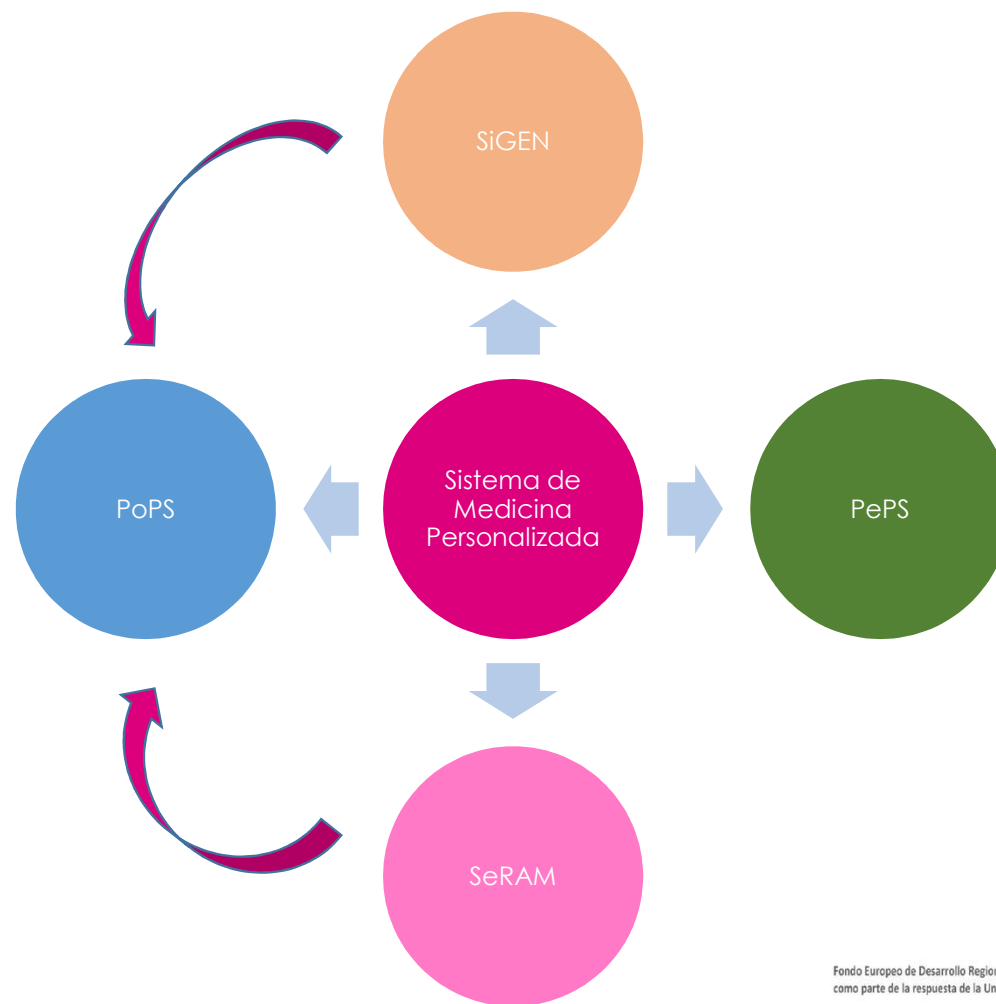 SiGEN
PoPS
Sistema de
Medicina
Personalizada
PePS
SeRAM
Fondo Europeo de Desarrollo Region
como parte de la respuesta de la Un